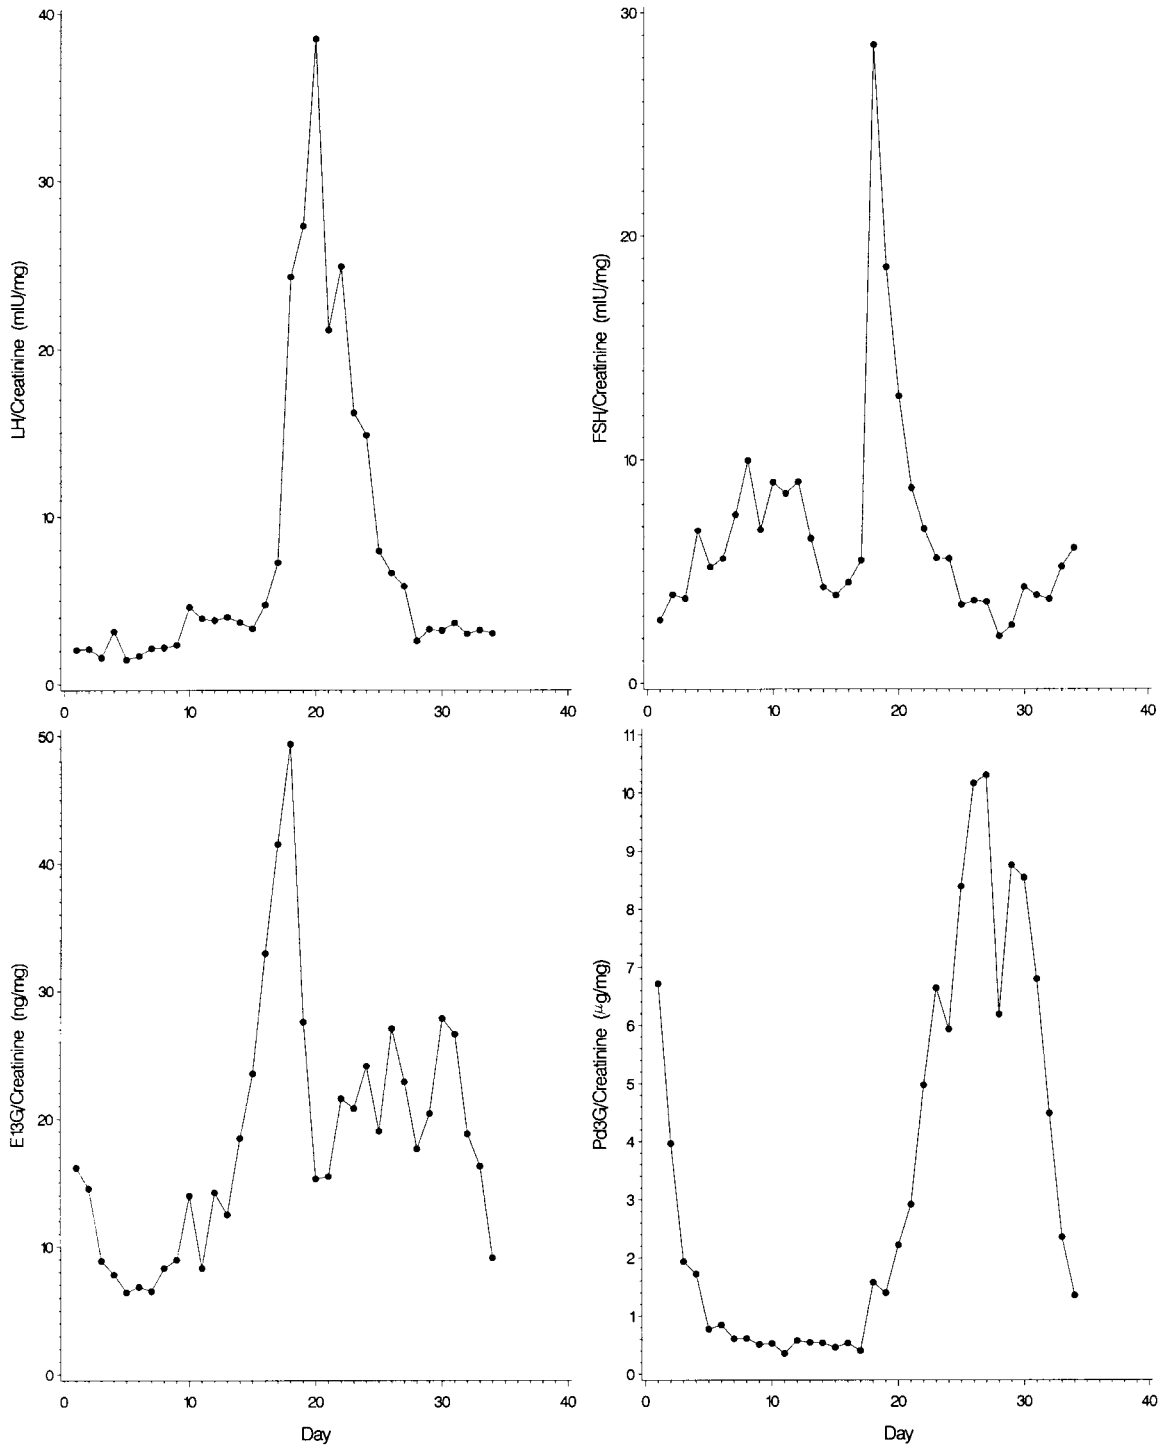 40
30
20
10
0
LH/Creatinine (mIU/mg)
0 10 20 30 40
30
20
10
0
FSH/Creatinine (mIU/mg)
0 10 20 30 40
50
40
30
20
10
0
E13G/Creatinine (ng/mg)
0 10 20 30 40
Day
11
10
9
8
7
6
5
4
3
2
1
0
Pd3G/Creatinine (μg/mg)
0 10 20 30 40
Day